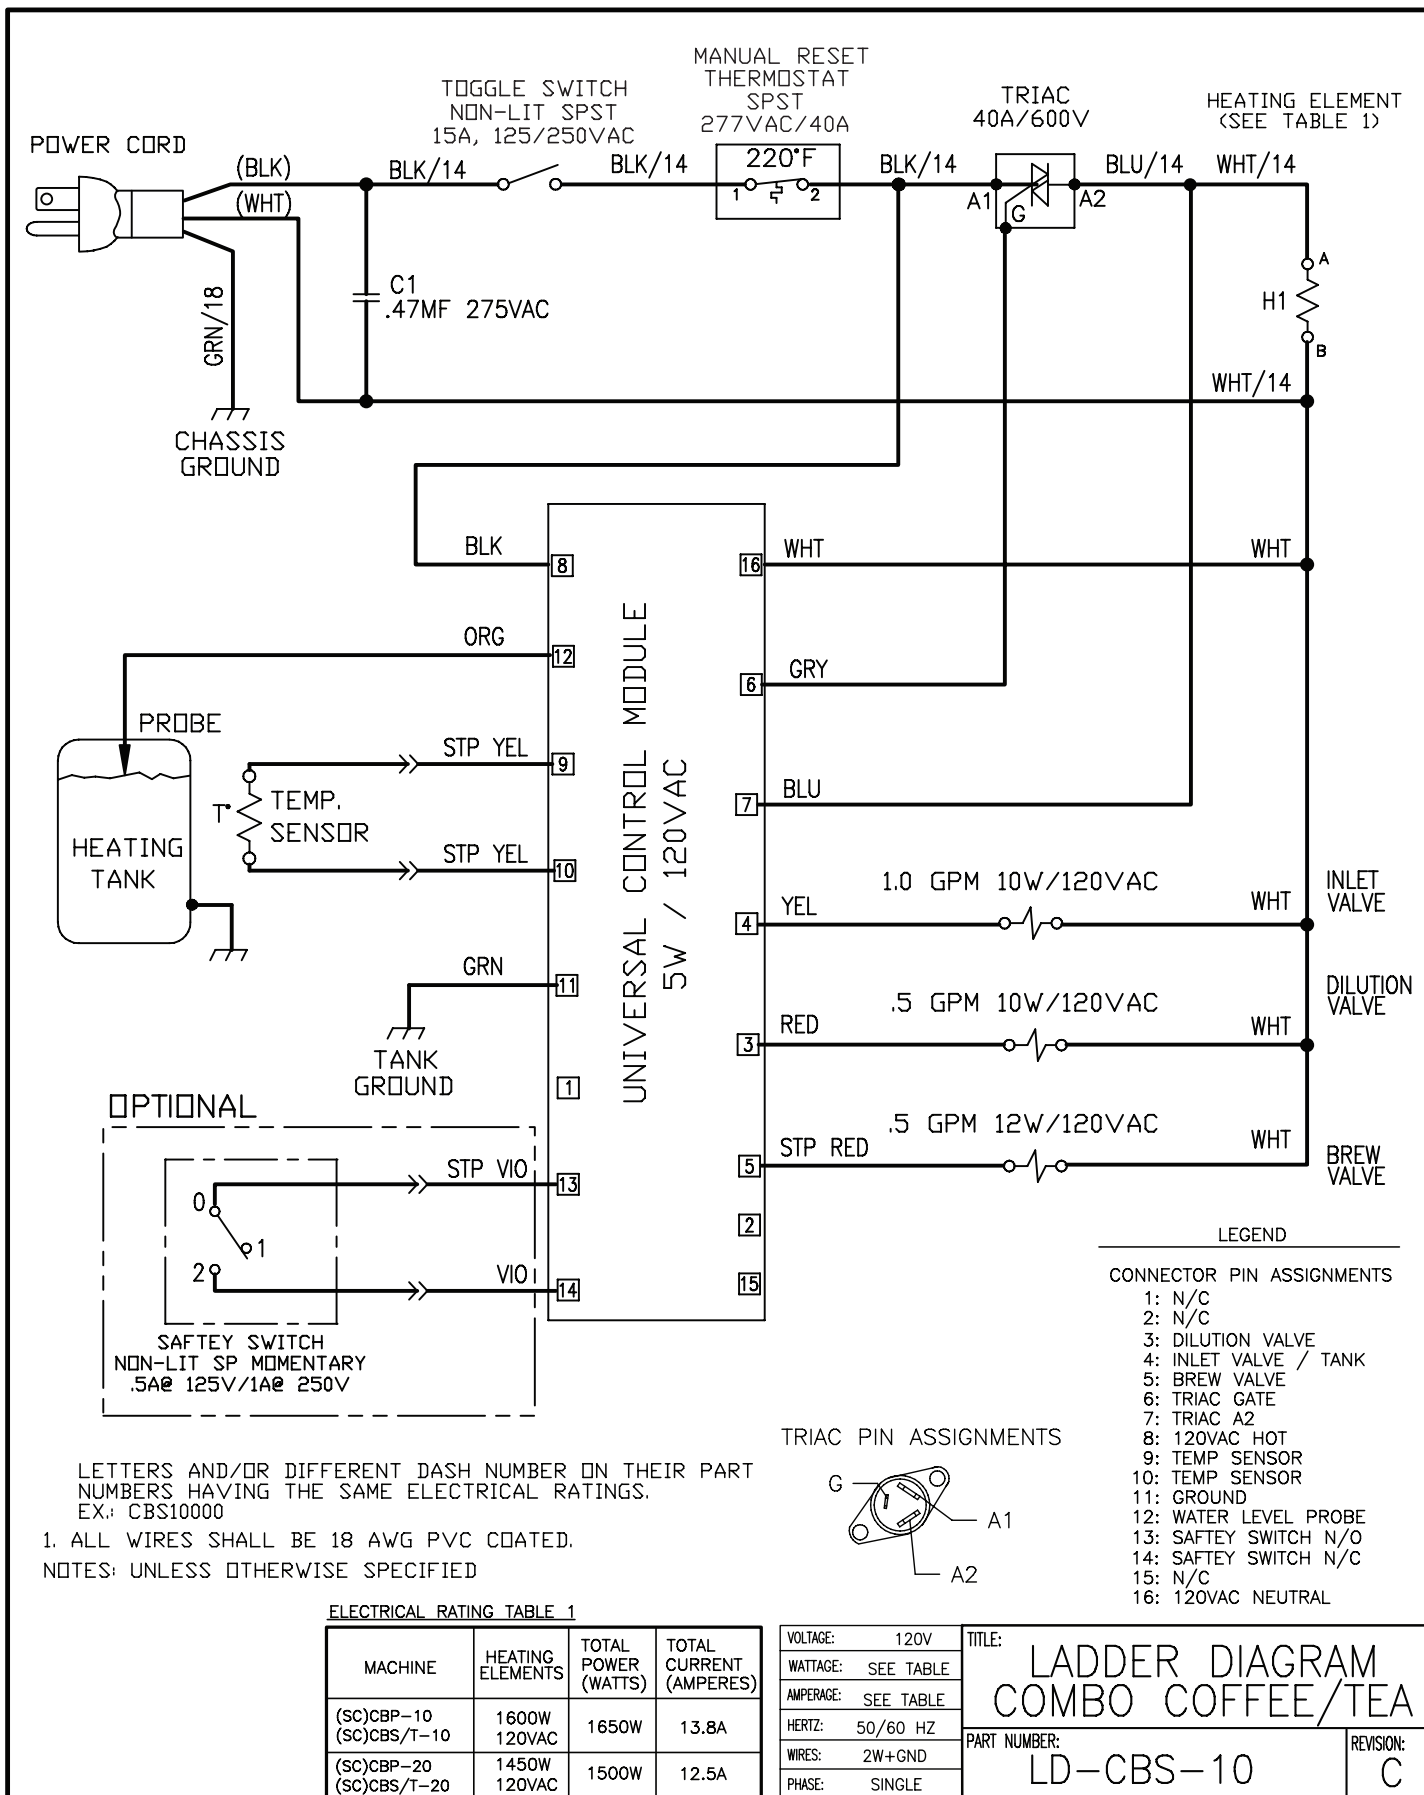 MANUAL RESET
THERMOSTAT
SPST
277VAC/40A
TOGGLE SWITCH
NON-LIT SPST
15A, 125/250VAC
TRIAC
40A/600V
HEATING ELEMENT
(SEE TABLE 1)
POWER CORD
(BLK)
BLK/14
BLK/14
220°F
1
2
BLK/14
A1
G
A2
BLU/14
WHT/14
(WHT)
GRN/18
C1
.47MF 275VAC
A
H1
B
WHT/14
CHASSIS
GROUND
BLK
8
16
WHT
WHT
ORG
12
6
GRY
PROBE
STP YEL
9
T°
TEMP.
SENSOR
7
BLU
HEATING
TANK
STP YEL
10
UNIVERSAL CONTROL MODULE
5W / 120VAC
1.0 GPM 10W/120VAC
4
YEL
WHT
INLET
VALVE
GRN
11
TANK
GROUND
.5 GPM 10W/120VAC
3
RED
WHT
DILUTION
VALVE
1
OPTIONAL
.5 GPM 12W/120VAC
5
STP RED
WHT
BREW
VALVE
STP VIO
13
0
1
2
2
VIO
14
15
SAFTEY SWITCH
NON-LIT SP MOMENTARY
.5A@ 125V/1A@ 250V
LEGEND
CONNECTOR PIN ASSIGNMENTS
1: N/C
2: N/C
3: DILUTION VALVE
4: INLET VALVE / TANK
5: BREW VALVE
6: TRIAC GATE
7: TRIAC A2
8: 120VAC HOT
9: TEMP SENSOR
10: TEMP SENSOR
11: GROUND
12: WATER LEVEL PROBE
13: SAFTEY SWITCH N/O
14: SAFTEY SWITCH N/C
15: N/C
16: 120VAC NEUTRAL
TRIAC PIN ASSIGNMENTS
G
A1
A2
LETTERS AND/OR DIFFERENT DASH NUMBER ON THEIR PART
NUMBERS HAVING THE SAME ELECTRICAL RATINGS.
EX.: CBS10000
1. ALL WIRES SHALL BE 18 AWG PVC COATED.
NOTES: UNLESS OTHERWISE SPECIFIED
ELECTRICAL RATING TABLE 1
MACHINE
HEATING
ELEMENTS
TOTAL
POWER
(WATTS)
TOTAL
CURRENT
(AMPERES)
(SC)CBP-10
(SC)CBS/T-10
1600W
120VAC
1650W
13.8A
(SC)CBP-20
(SC)CBS/T-20
1450W
120VAC
1500W
12.5A
VOLTAGE: 120V
WATTAGE: SEE TABLE
AMPERAGE: SEE TABLE
HERTZ: 50/60 HZ
WIRES: 2W+GND
PHASE: SINGLE
TITLE:
LADDER DIAGRAM
COMBO COFFEE/TEA
PART NUMBER:
LD-CBS-10
REVISION:
C